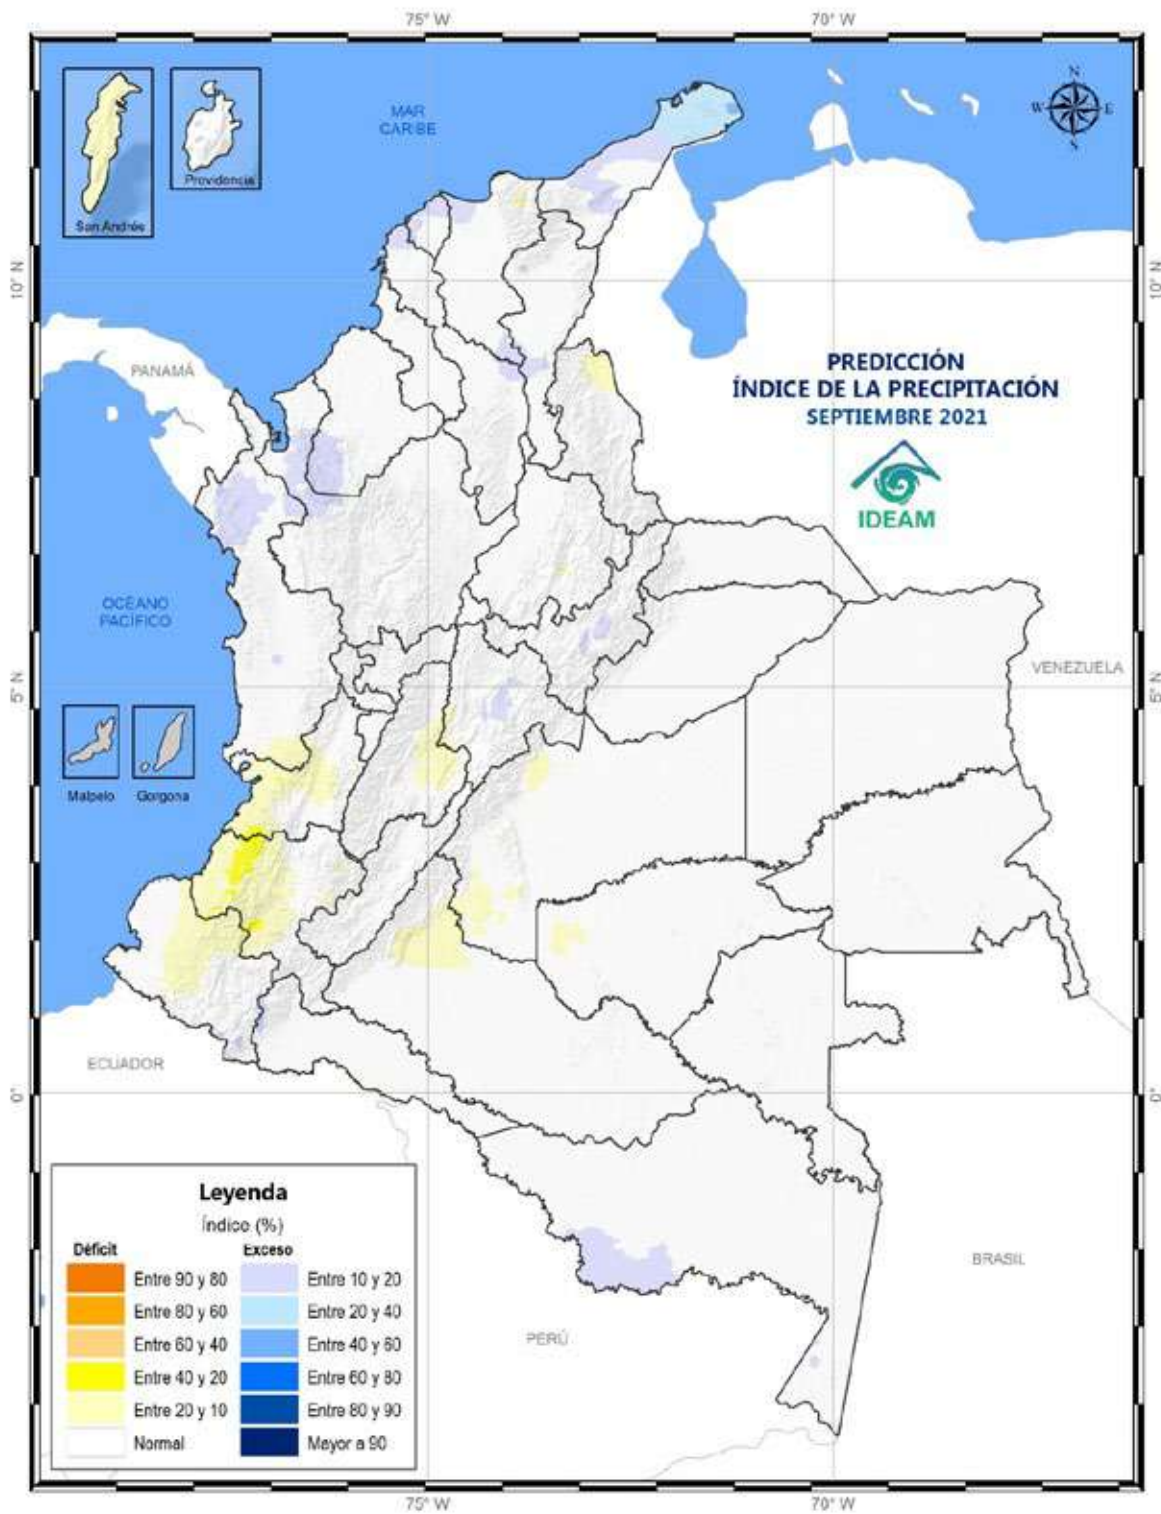 75° W
70° W
MAR
CARIBE
N
W
E
S
San Andrés
Providencia
10° N
10° N
PANAMÁ
PREDICCIÓN
ÍNDICE DE LA PRECIPITACIÓN
SEPTIEMBRE 2021
IDEAM
OCÉANO
PACÍFICO
VENEZUELA
5° N
5° N
Malpelo
Gorgona
ECUADOR
0°
0°
Leyenda
Índice (%)
Déficit
Exceso
Entre 90 y 80
Entre 10 y 20
Entre 80 y 60
Entre 20 y 40
Entre 60 y 40
Entre 40 y 60
Entre 40 y 20
Entre 60 y 80
Entre 20 y 10
Entre 80 y 90
Normal
Mayor a 90
BRASIL
PERÚ
75° W
70° W